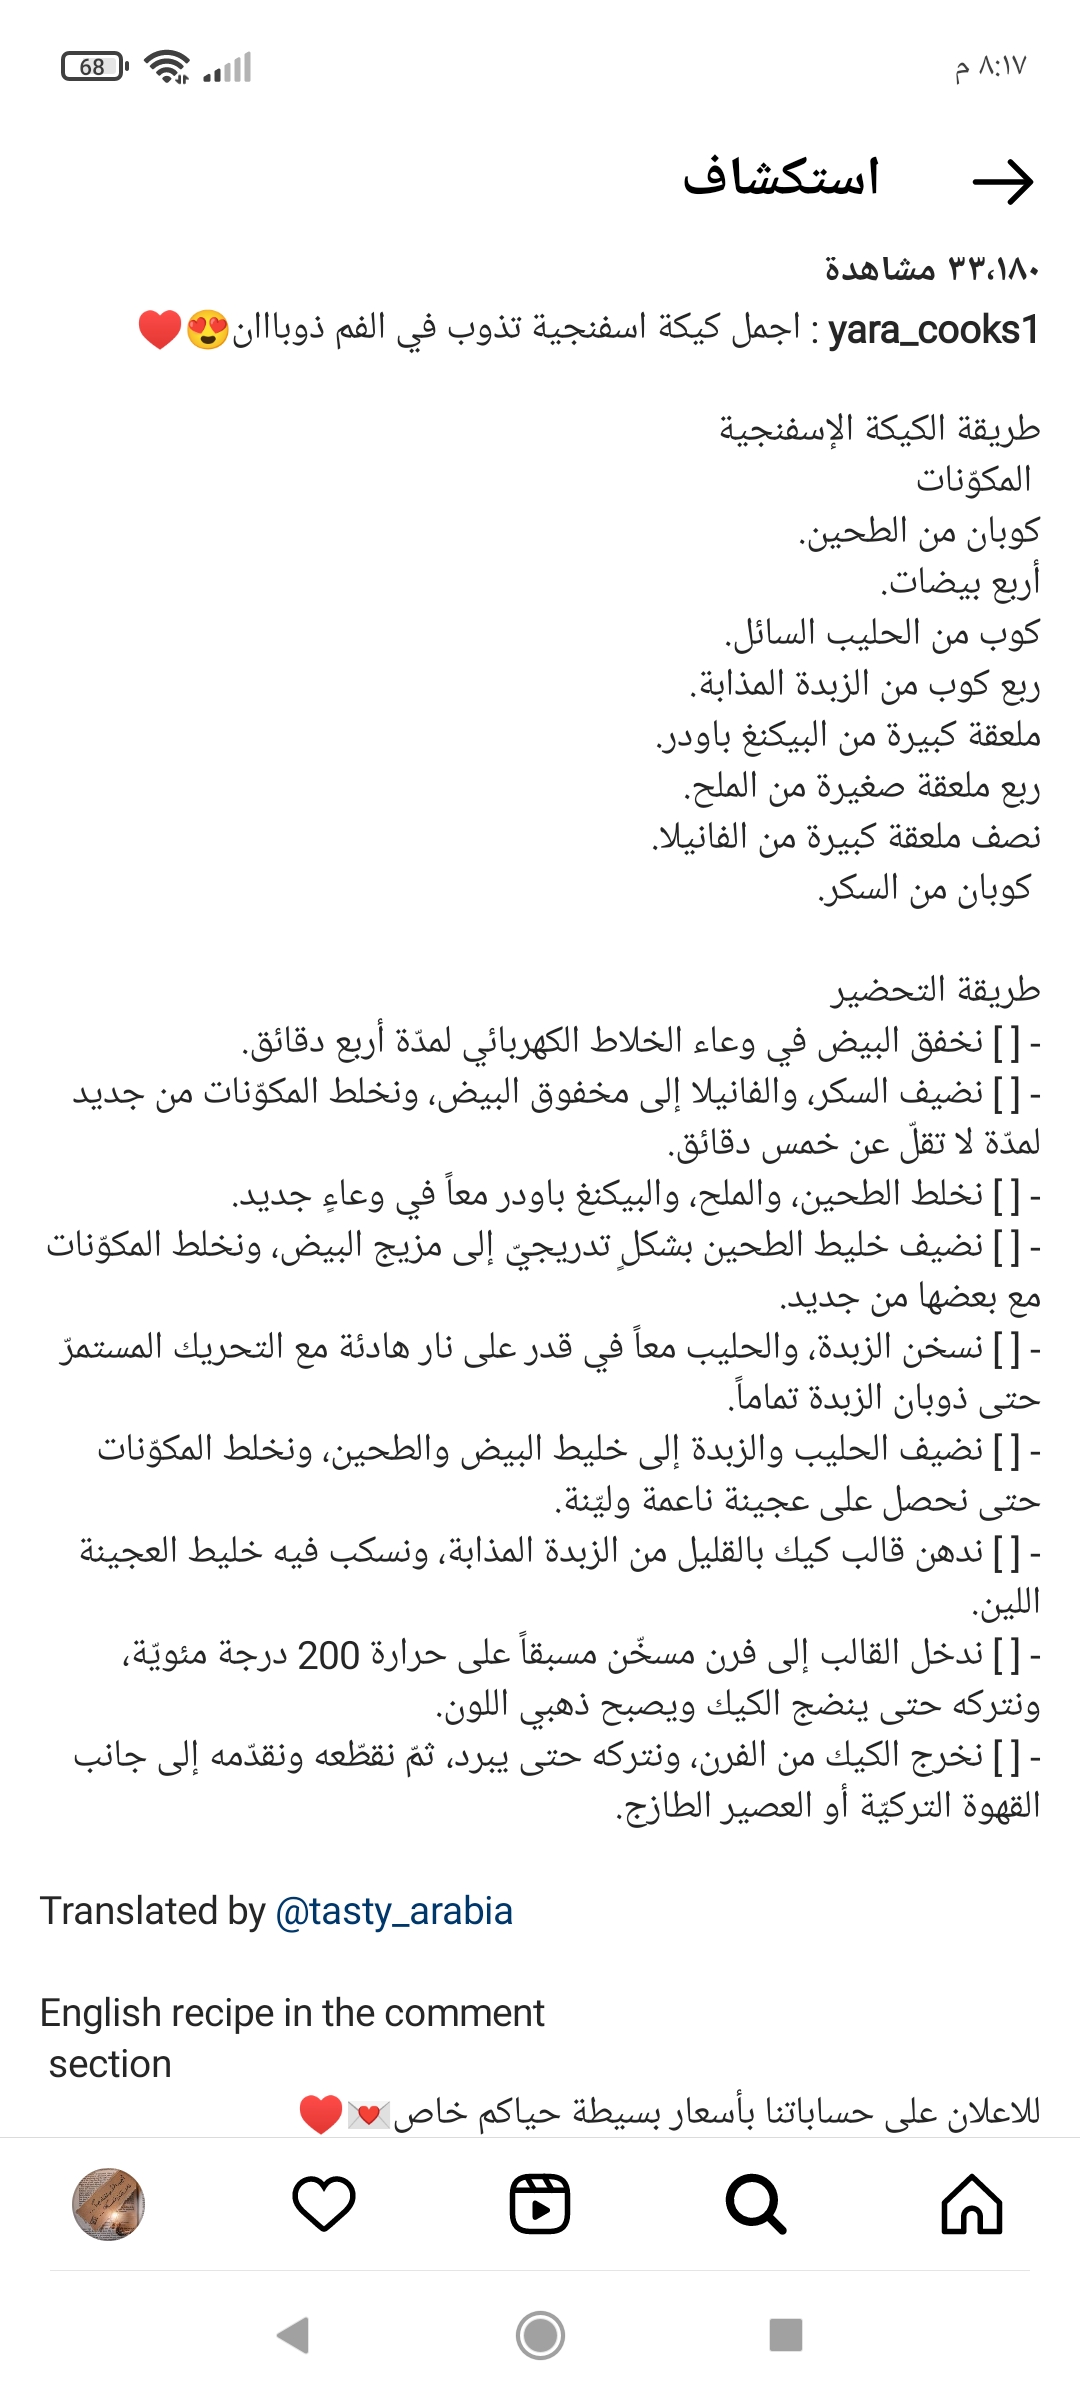 ٨:١٧ م
68
استكشاف
٣٣،١٨٠ مشاهدة
yara_cooks1 : اجمل كيكة اسفنجية تذوب في الفم ذوبااان😍❤️
طريقة الكيكة الإسفنجية
المكوّنات
كوبان من الطحين.
أربع بيضات.
كوب من الحليب السائل.
ربع كوب من الزبدة المذابة.
ملعقة كبيرة من البيكنغ باودر.
ربع ملعقة صغيرة من الملح.
نصف ملعقة كبيرة من الفانيلا.
كوبان من السكر.
طريقة التحضير
- [ ] نخفق البيض في وعاء الخلاط الكهربائي لمدّة أربع دقائق.
- [ ] نضيف السكر، والفانيلا إلى مخفوق البيض، ونخلط المكوّنات من جديد
لمدّة لا تقلّ عن خمس دقائق.
- [ ] نخلط الطحين، والملح، والبيكنغ باودر معاً في وعاءٍ جديد.
- [ ] نضيف خليط الطحين بشكلٍ تدريجيّ إلى مزيج البيض، ونخلط المكوّنات
مع بعضها من جديد.
- [ ] نسخن الزبدة، والحليب معاً في قدر على نار هادئة مع التحريك المستمرّ
حتى ذوبان الزبدة تماماً.
- [ ] نضيف الحليب والزبدة إلى خليط البيض والطحين، ونخلط المكوّنات
حتى نحصل على عجينة ناعمة وليّنة.
- [ ] ندهن قالب كيك بالقليل من الزبدة المذابة، ونسكب فيه خليط العجينة
اللين.
- [ ] ندخل القالب إلى فرن مسخّن مسبقاً على حرارة 200 درجة مئويّة،
ونتركه حتى ينضج الكيك ويصبح ذهبي اللون.
- [ ] نخرج الكيك من الفرن، ونتركه حتى يبرد، ثمّ نقطّعه ونقدّمه إلى جانب
القهوة التركيّة أو العصير الطازج.
Translated by @tasty_arabia
English recipe in the comment
section
للاعلان على حساباتنا بأسعار بسيطة حياكم خاص💌❤️